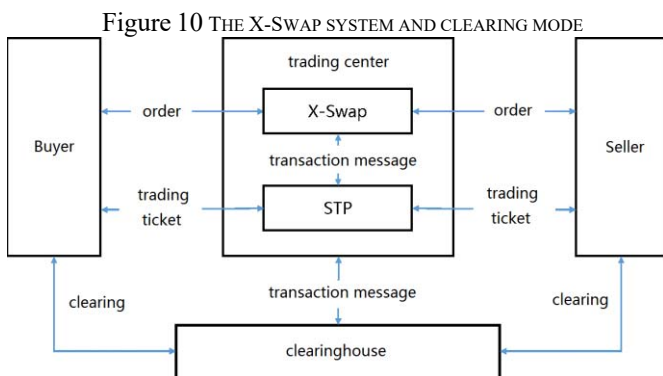 Figure 10 THE X-SWAP SYSTEM AND CLEARING MODE
trading center
order
X-Swap
order
Buyer
transaction message
Seller
trading
ticket
STP
trading
ticket
clearing
transaction message
clearing
clearinghouse